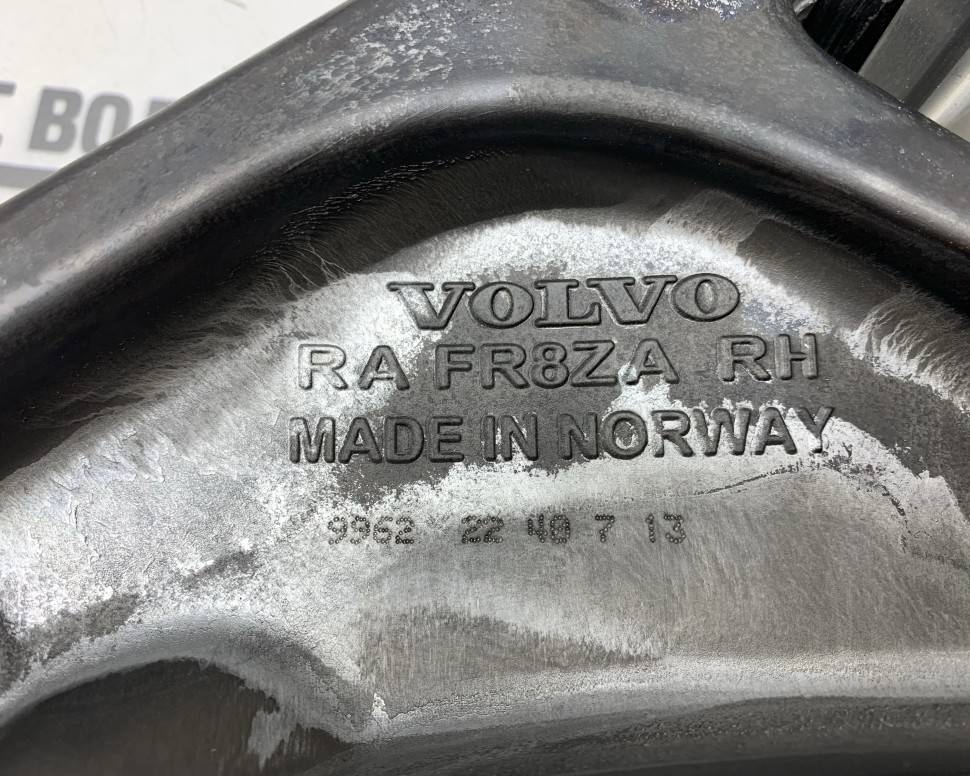 VOLVO
RA FR8ZA RH
MADE IN NORWAY
9962 22 40 7 13